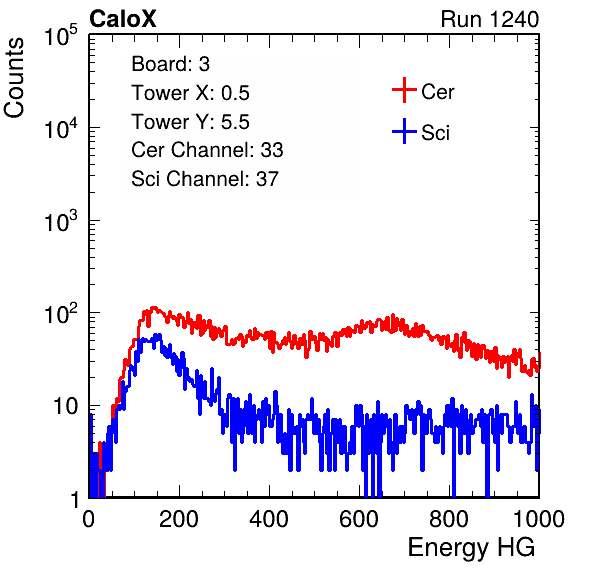 CaloX Run 1240
Counts
10^5
10^4
10^3
10^2
10
1
Board: 3
Tower X: 0.5
Tower Y: 5.5
Cer Channel: 33
Sci Channel: 37
Cer
Sci
0 200 400 600 800 1000
Energy HG